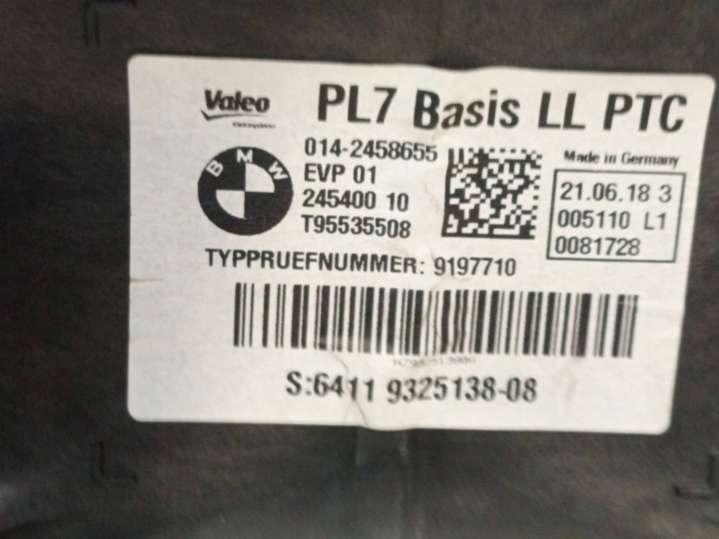 Valeo
PL7 Basis LL PTC
BMW
014-2458655
EVP 01
245400 10
T95535508
Made in Germany
21.06.18 3
005110 L1
0081728
TYPPRUEFNUMMER: 9197710
S:6411 9325138-08